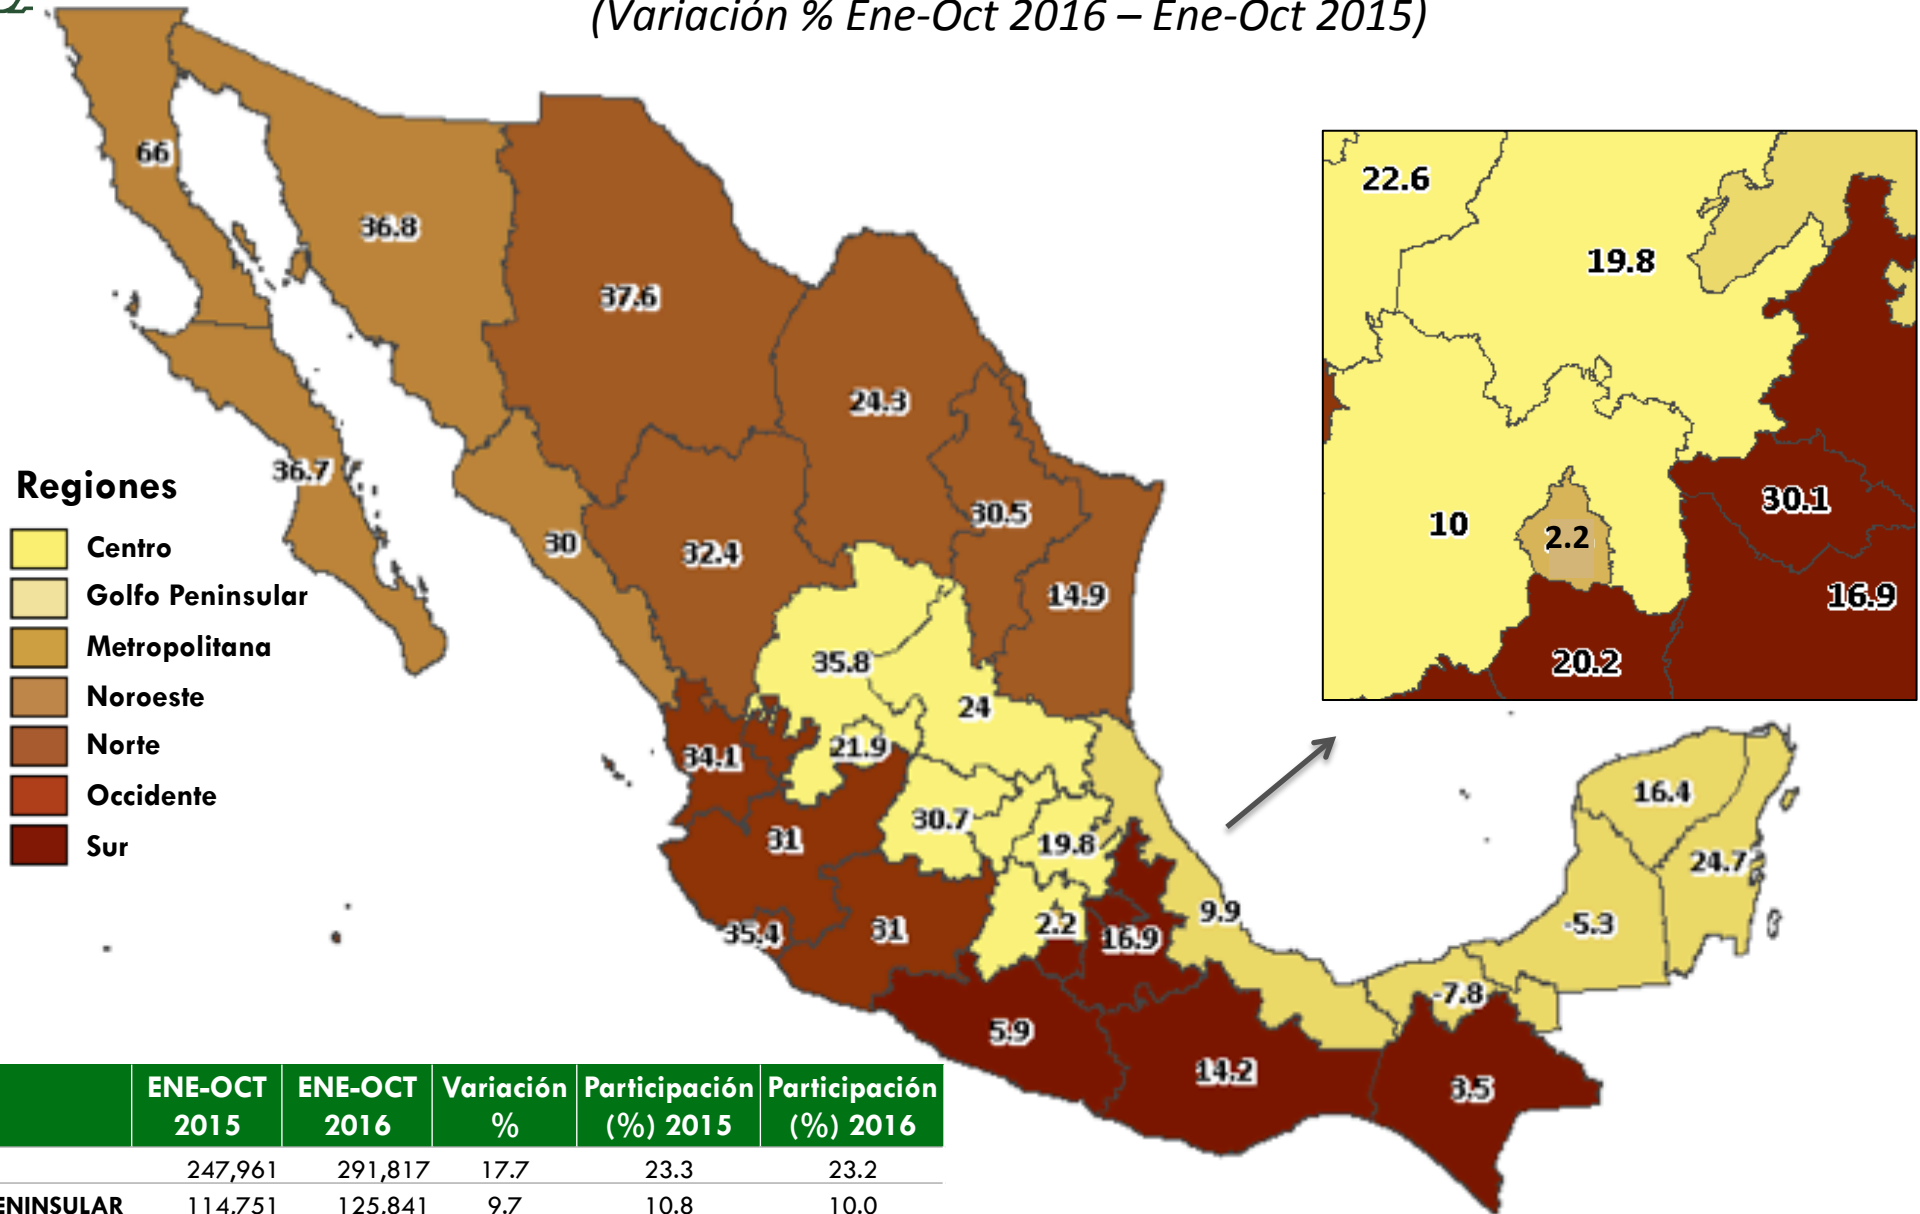 (Variación % Ene-Oct 2016 – Ene-Oct 2015)
66
36.8
37.6
24.3
36.7
30
32.4
30.5
14.9
35.8
24
34.1
21.9
31
30.7
19.8
35.4
31
2.2
16.9
9.9
5.9
14.2
3.5
-7.8
-5.3
16.4
24.7
22.6
19.8
10
2.2
30.1
16.9
20.2
Regiones
Centro
Golfo Peninsular
Metropolitana
Noroeste
Norte
Occidente
Sur
ENE-OCT 2015 ENE-OCT 2016 Variación % Participación (%) 2015 Participación (%) 2016
247,961 291,817 17.7 23.3 23.2
ENINSULAR 114,751 125,841 9.7 10.8 10.0